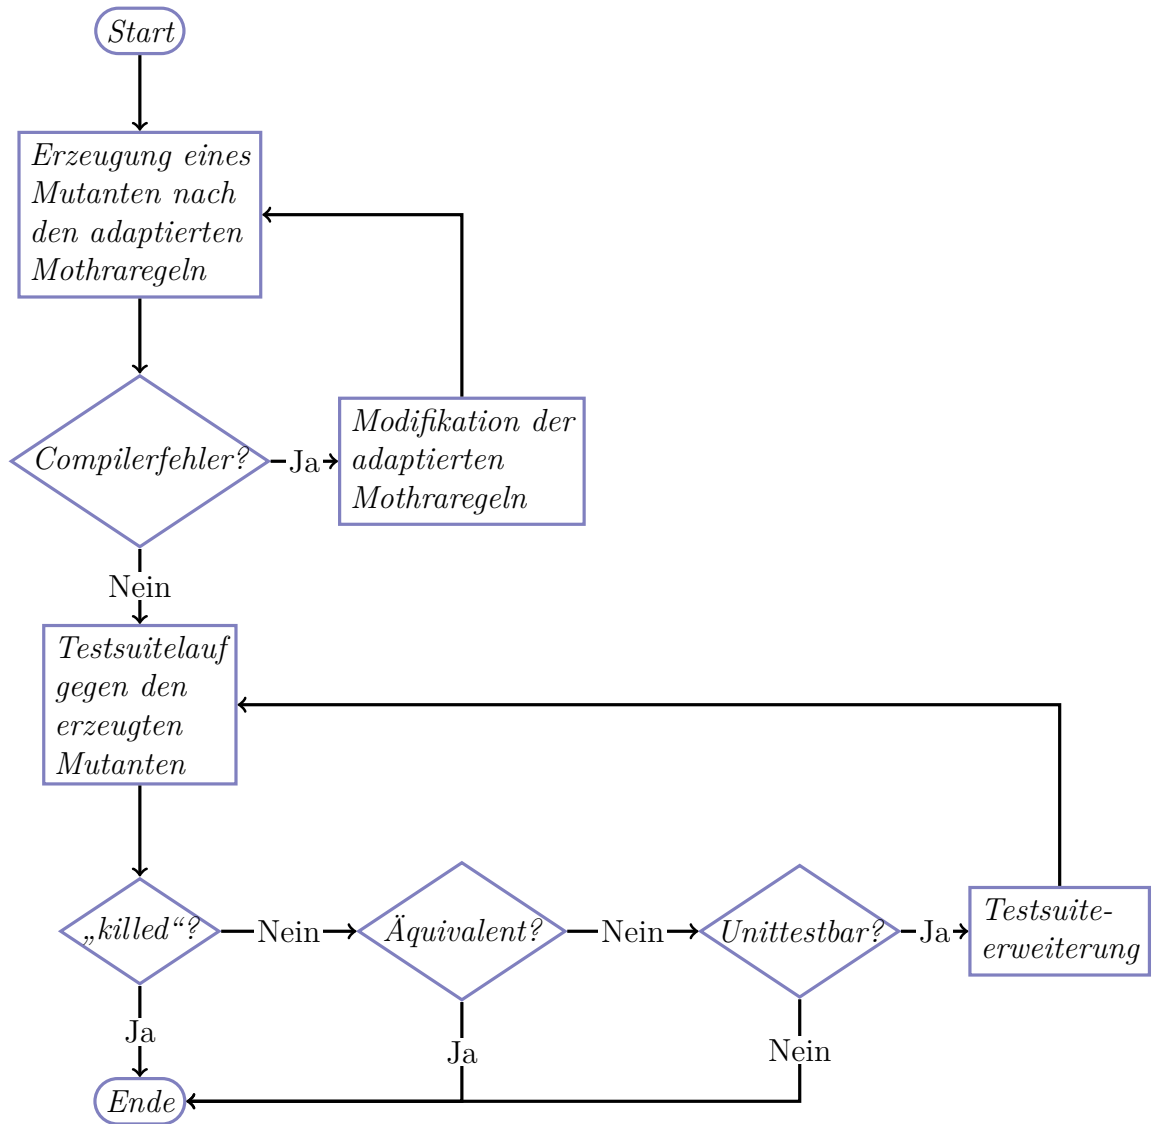 Start
Erzeugung eines
Mutanten nach
den adaptierten
Mothraregeln
Compilerfehler?
Ja
Modifikation der
adaptierten
Mothraregeln
Nein
Testsuitelauf
gegen den
erzeugten
Mutanten
„killed“?
Nein
Äquivalent?
Nein
Unittestbar?
Ja
Testsuite-
erweiterung
Ja
Ja
Nein
Ende